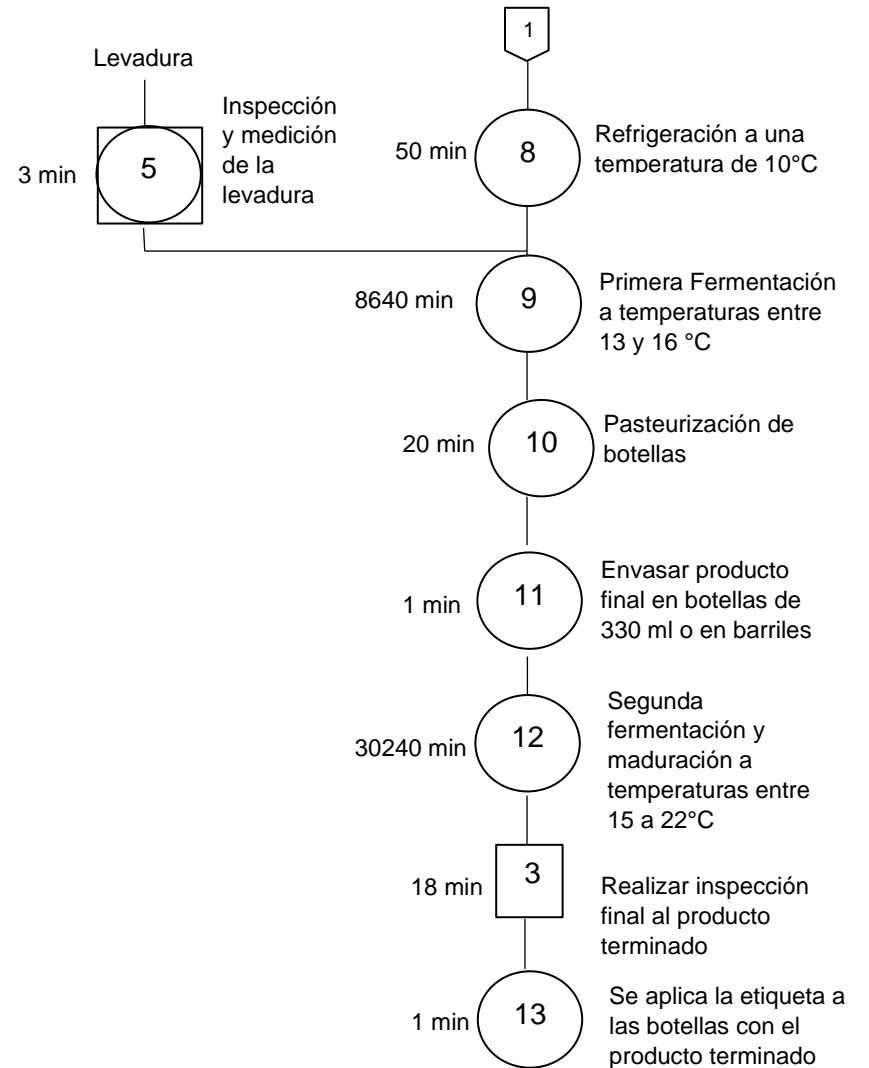 1
Levadura
Inspección
y medición
de la
levadura
3 min
5
50 min
8
Refrigeración a una
temperatura de 10°C
8640 min
9
Primera Fermentación
a temperaturas entre
13 y 16 °C
20 min
10
Pasteurización de
botellas
1 min
11
Envasar producto
final en botellas de
330 ml o en barriles
30240 min
12
Segunda
fermentación y
maduración a
temperaturas entre
15 a 22°C
18 min
3
Realizar inspección
final al producto
terminado
1 min
13
Se aplica la etiqueta a
las botellas con el
producto terminado